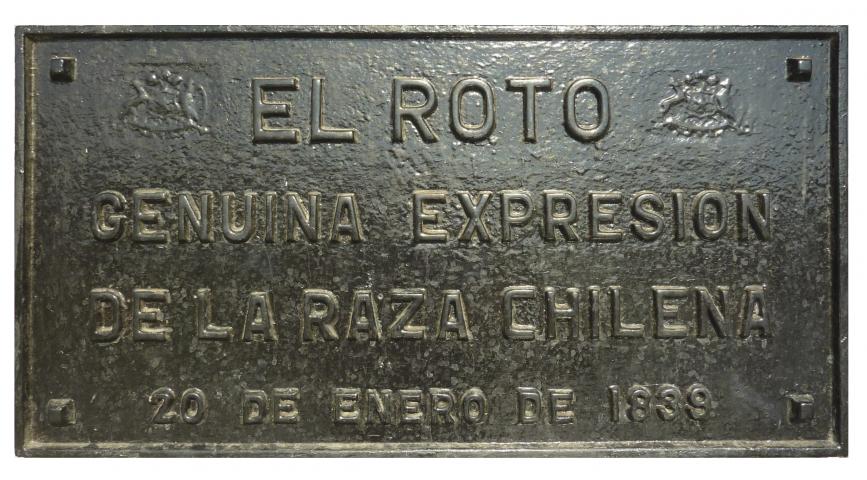 EL ROTO
GENUINA EXPRESION
DE LA RAZA CHILENA
20 DE ENERO DE 1839